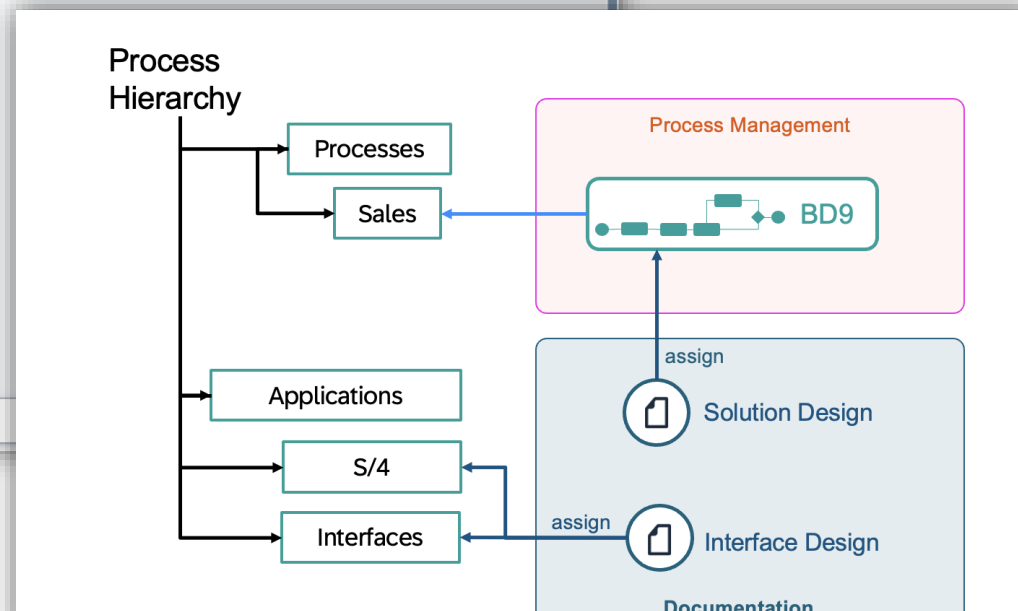 Process
Hierarchy
Processes
Process Management
Sales
BD9
assign
Applications
Solution Design
S/4
assign
Interfaces
Interface Design
Documentation